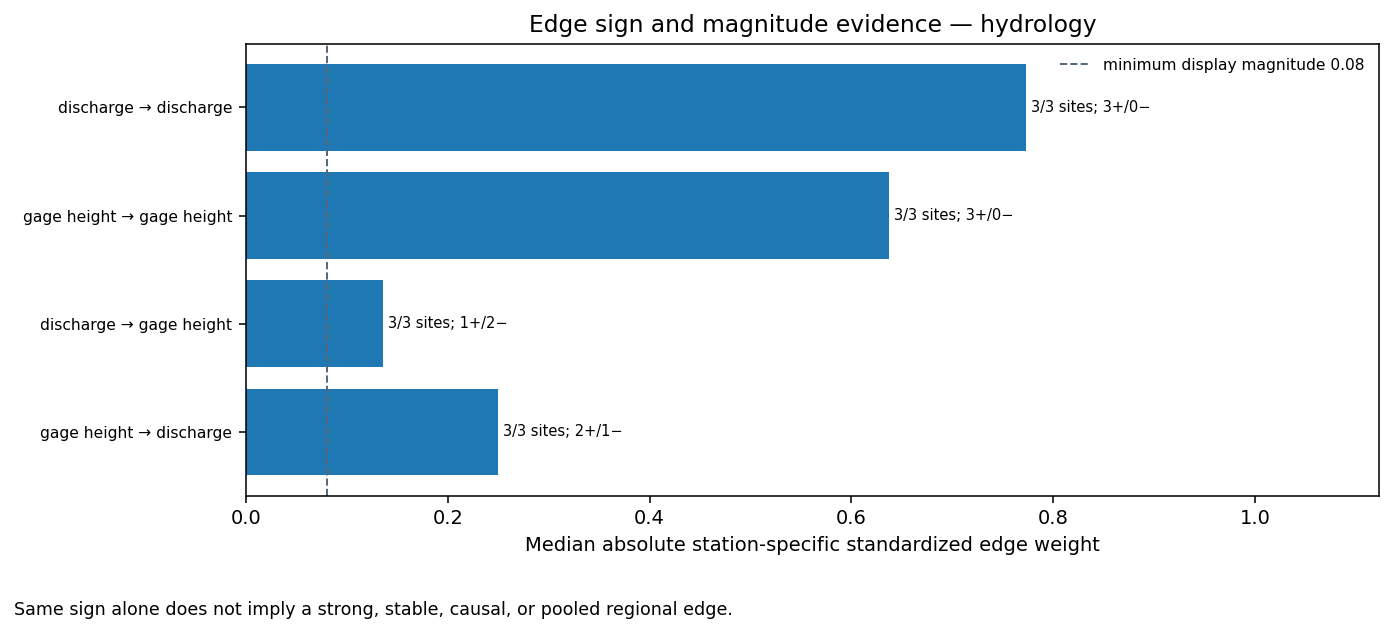 Edge sign and magnitude evidence — hydrology
minimum display magnitude 0.08
discharge → discharge
3/3 sites; 3+/0−
gage height → gage height
3/3 sites; 3+/0−
discharge → gage height
3/3 sites; 1+/2−
gage height → discharge
3/3 sites; 2+/1−
0.0 0.2 0.4 0.6 0.8 1.0
Median absolute station-specific standardized edge weight
Same sign alone does not imply a strong, stable, causal, or pooled regional edge.